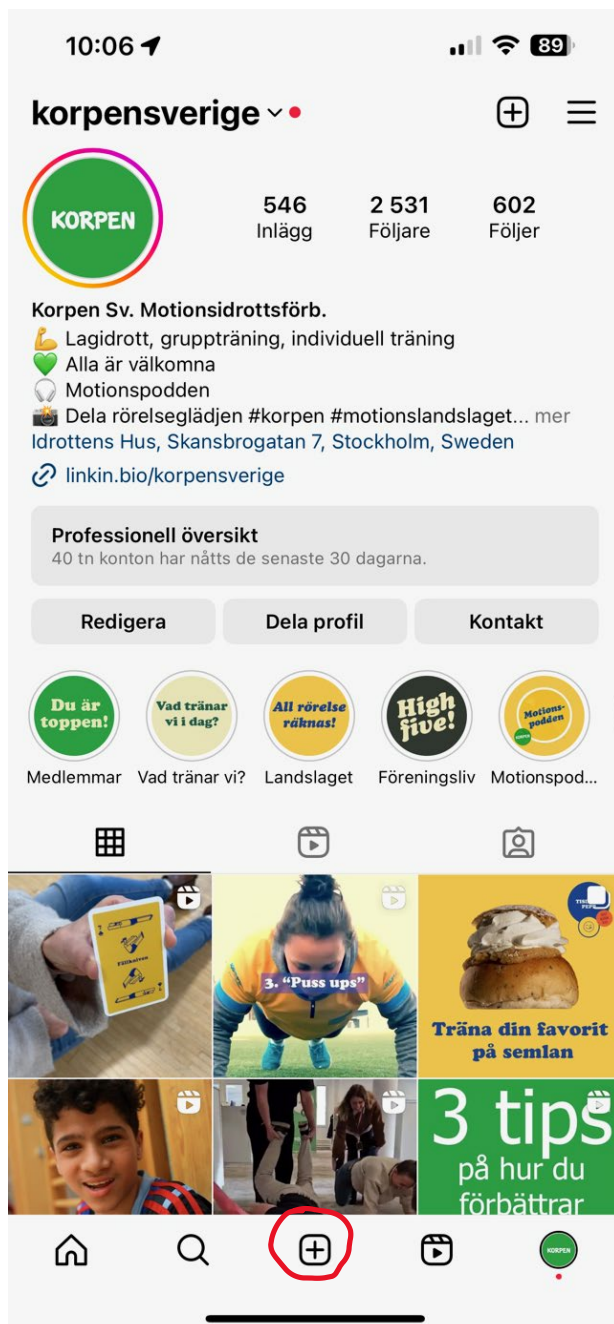 10:06
89
korpensverige
KORPEN
546 2 531 602
Inlägg Följare Följer
Korpen Sv. Motionsidrottsförb.
💪 Lagidrott, gruppträning, individuell träning
💚 Alla är välkomna
🎧 Motionspodden
📸 Dela rörelseglädjen #korpen #motionslandslaget... mer
Idrottens Hus, Skansbrogatan 7, Stockholm, Sweden
linkin.bio/korpensverige
Professionell översikt
40 tn konton har nåtts de senaste 30 dagarna.
Redigera Dela profil Kontakt
Du är
toppen!
Vad tränar
vi i dag?
All rörelse
räknas!
High
five!
Motions-
podden
KORPEN
Medlemmar Vad tränar vi? Landslaget Föreningsliv Motionspod...
3. "Puss ups"
Träna din favorit
på semlan
3 tips
på hur du
förbättrar
KORPEN